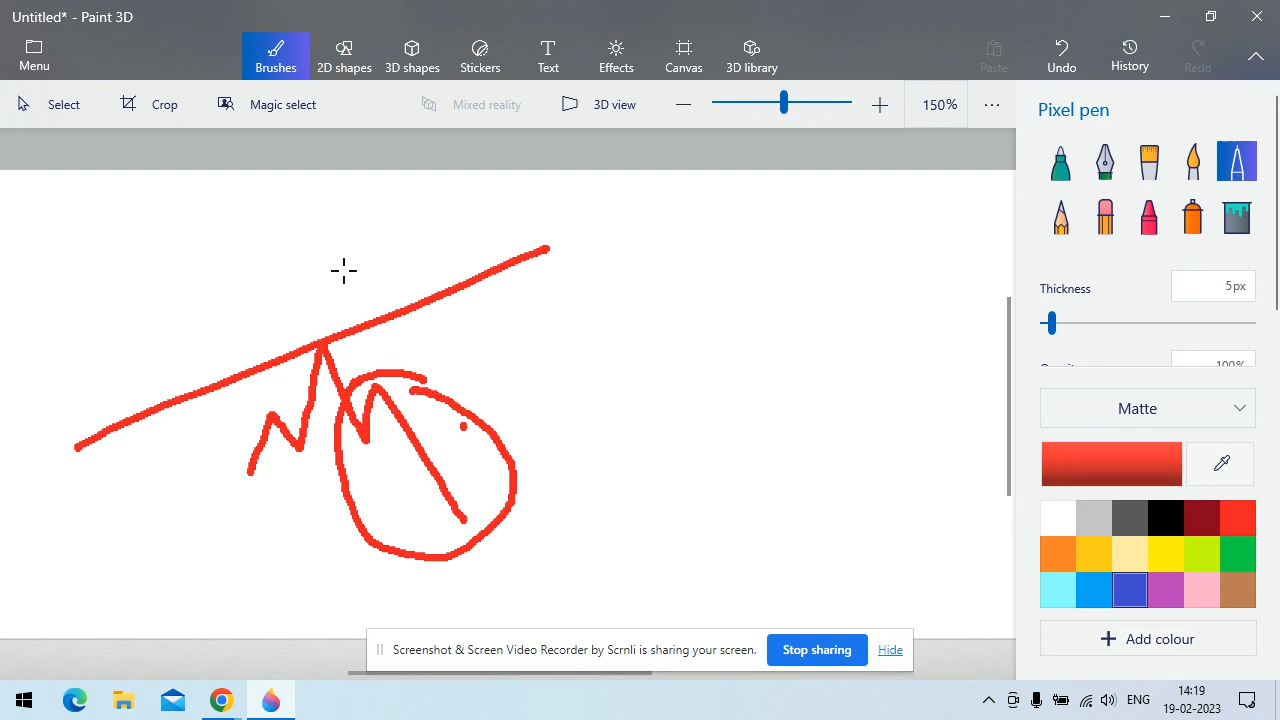 Untitled* - Paint 3D
Menu
Brushes
2D shapes
3D shapes
Stickers
Text
Effects
Canvas
3D library
Paste
Undo
History
Redo
Select
Crop
Magic select
Mixed reality
3D view
150%
Pixel pen
Thickness
5px
Opacity
100%
Matte
Add colour
Screenshot & Screen Video Recorder by Scrnli is sharing your screen.
Stop sharing
Hide
ENG
14:19
19-02-2023